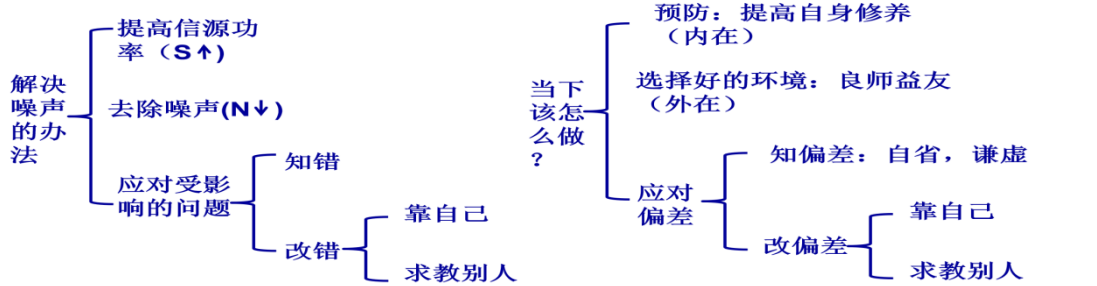 解决
噪声
的办
法
提高信源功
率（S↑）
去除噪声(N↓)
应对受影
响的问题
知错
改错
靠自己
求教别人
当下
该怎
么做
？
预防：提高自身修养
（内在）
选择好的环境：良师益友
（外在）
应对
偏差
知偏差：自省，谦虚
改偏差
靠自己
求教别人